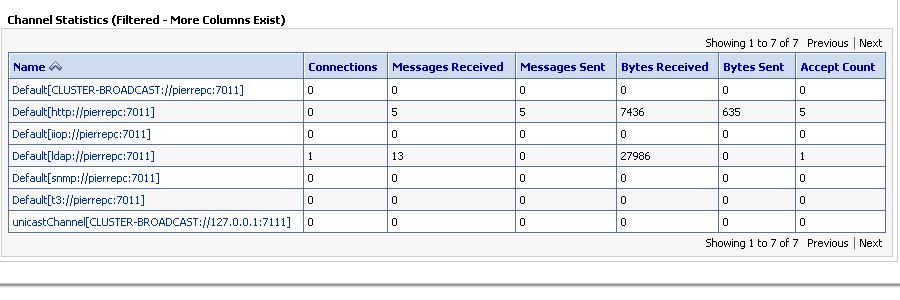 Channel Statistics (Filtered - More Columns Exist)
Showing 1 to 7 of 7 Previous | Next
Name Connections Messages Received Messages Sent Bytes Received Bytes Sent Accept Count
Default[CLUSTER-BROADCAST://pierrepc:7011] 0 0 0 0 0 0
Default[http://pierrepc:7011] 0 5 5 7436 635 5
Default[iiop://pierrepc:7011] 0 0 0 0 0 0
Default[ldap://pierrepc:7011] 1 13 0 27986 0 1
Default[snmp://pierrepc:7011] 0 0 0 0 0 0
Default[t3://pierrepc:7011] 0 0 0 0 0 0
unicastChannel[CLUSTER-BROADCAST://127.0.0.1:7111] 0 0 0 0 0 0
Showing 1 to 7 of 7 Previous | Next